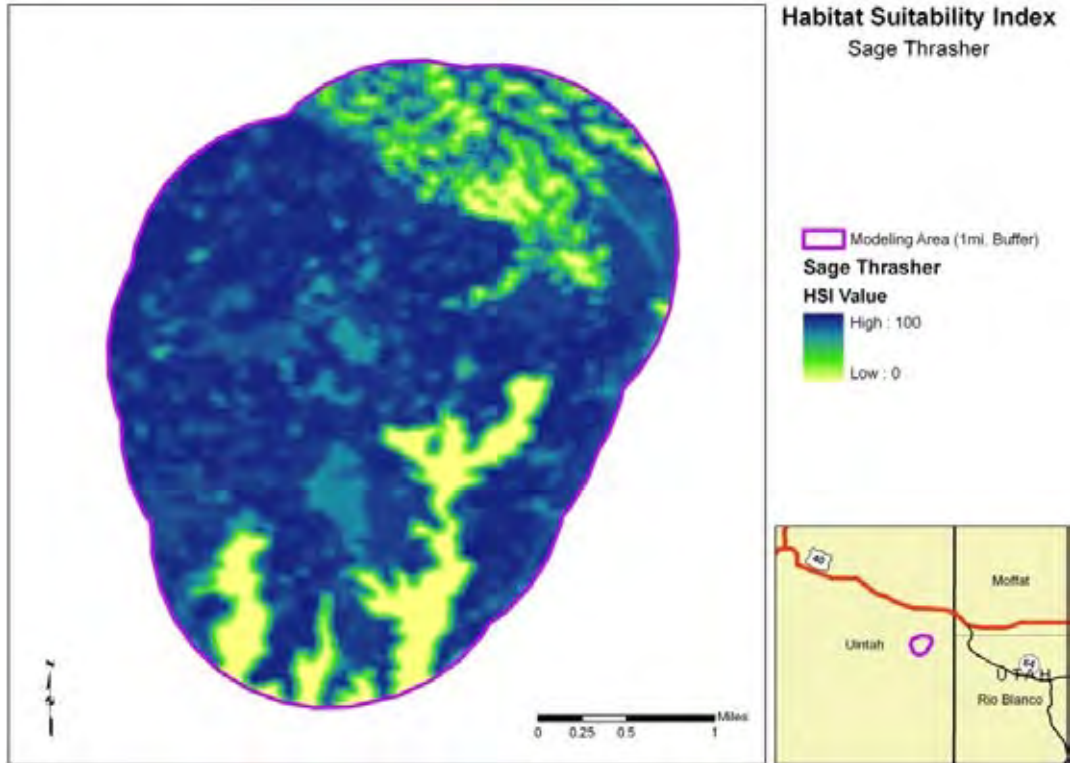 Habitat Suitability Index
Sage Thrasher
Modeling Area (1mi. Buffer)
Sage Thrasher
HSI Value
High : 100
Low : 0
40
Moffat
Uintah
64
UTAH
Rio Blanco
Miles
0 0.25 0.5 1